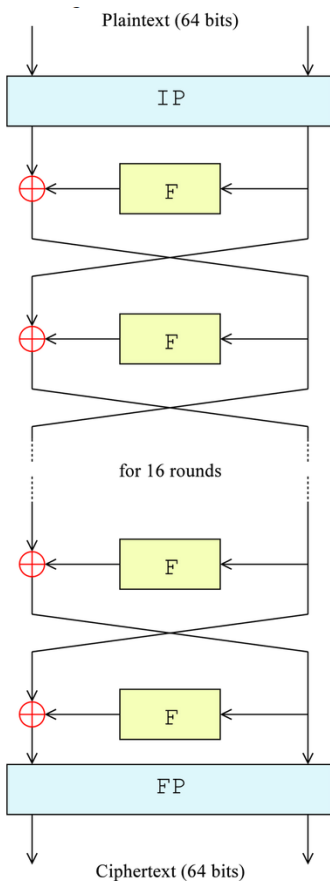 Plaintext (64 bits)
IP
F
F
for 16 rounds
F
F
FP
Ciphertext (64 bits)